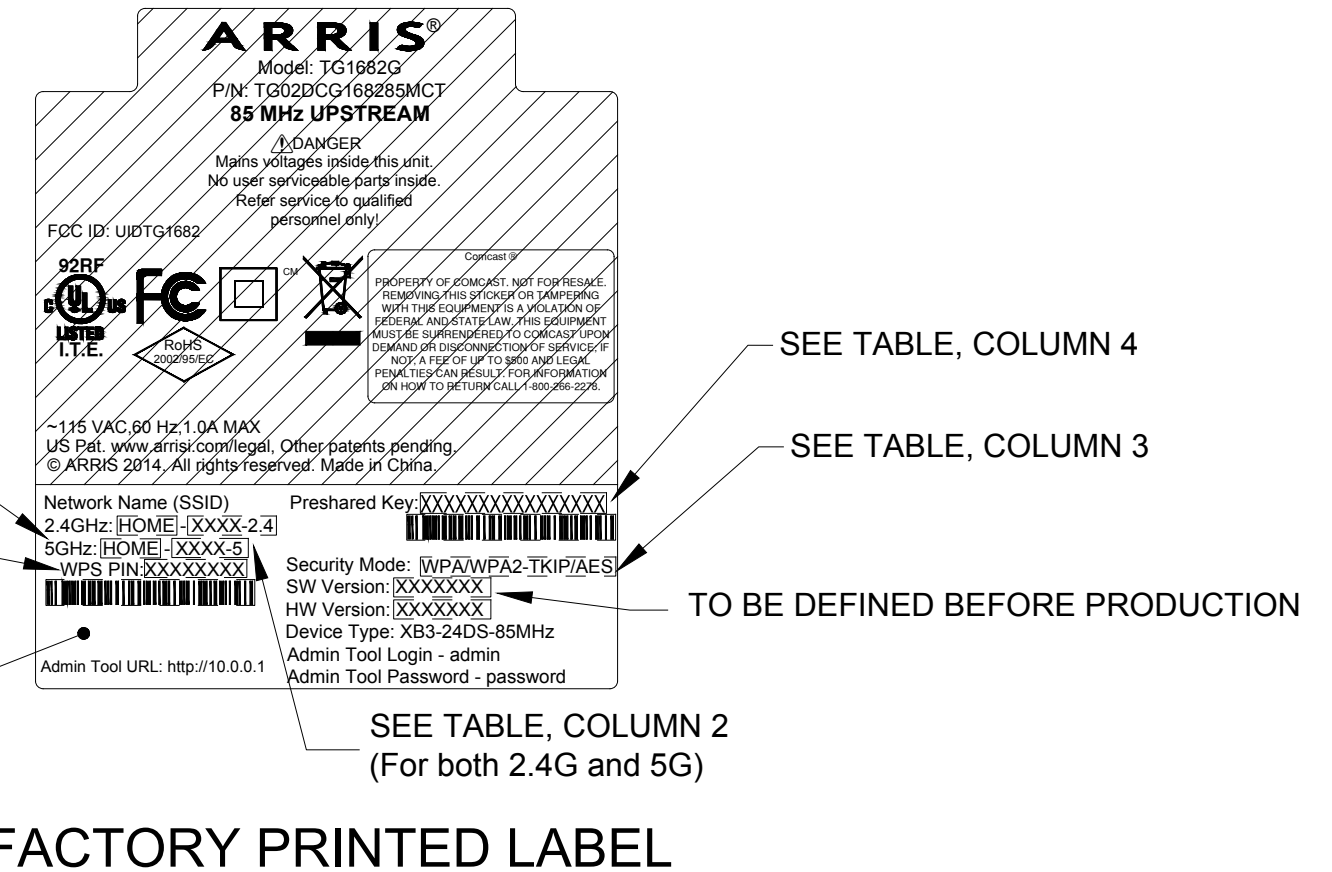 ARRIS®
Model: TG1682G
P/N: TG02DCG168285MCT
85 MHz UPSTREAM
DANGER
Mains voltages inside this unit.
No user serviceable parts inside.
Refer service to qualified
personnel only!
FCC ID: UIDTG1682
92RF
C UL US
LISTED
I.T.E.
FC
CM
RoHS
2002/95/EC
Comcast ®
PROPERTY OF COMCAST. NOT FOR RESALE.
REMOVING THIS STICKER OR TAMPERING
WITH THIS EQUIPMENT IS A VIOLATION OF
FEDERAL AND STATE LAW. THIS EQUIPMENT
MUST BE SURRENDERED TO COMCAST UPON
DEMAND OR DISCONNECTION OF SERVICE; IF
NOT, A FEE OF UP TO $500 AND LEGAL
PENALTIES CAN RESULT. FOR INFORMATION
ON HOW TO RETURN CALL 1-800-266-2278.
SEE TABLE, COLUMN 4
~115 VAC,60 Hz,1.0A MAX
US Pat. www.arrisi.com/legal, Other patents pending.
© ARRIS 2014. All rights reserved. Made in China.
SEE TABLE, COLUMN 3
Network Name (SSID)
2.4GHz: HOME - XXXX-2.4
5GHz: HOME - XXXX-5
WPS PIN: XXXXXXXX
Admin Tool URL: http://10.0.0.1
Preshared Key: XXXXXXXXXXXXXXXX
Security Mode: WPA/WPA2-TKIP/AES
SW Version: XXXXXXX
HW Version: XXXXXXX
Device Type: XB3-24DS-85MHz
Admin Tool Login - admin
Admin Tool Password - password
TO BE DEFINED BEFORE PRODUCTION
SEE TABLE, COLUMN 2
(For both 2.4G and 5G)
FACTORY PRINTED LABEL